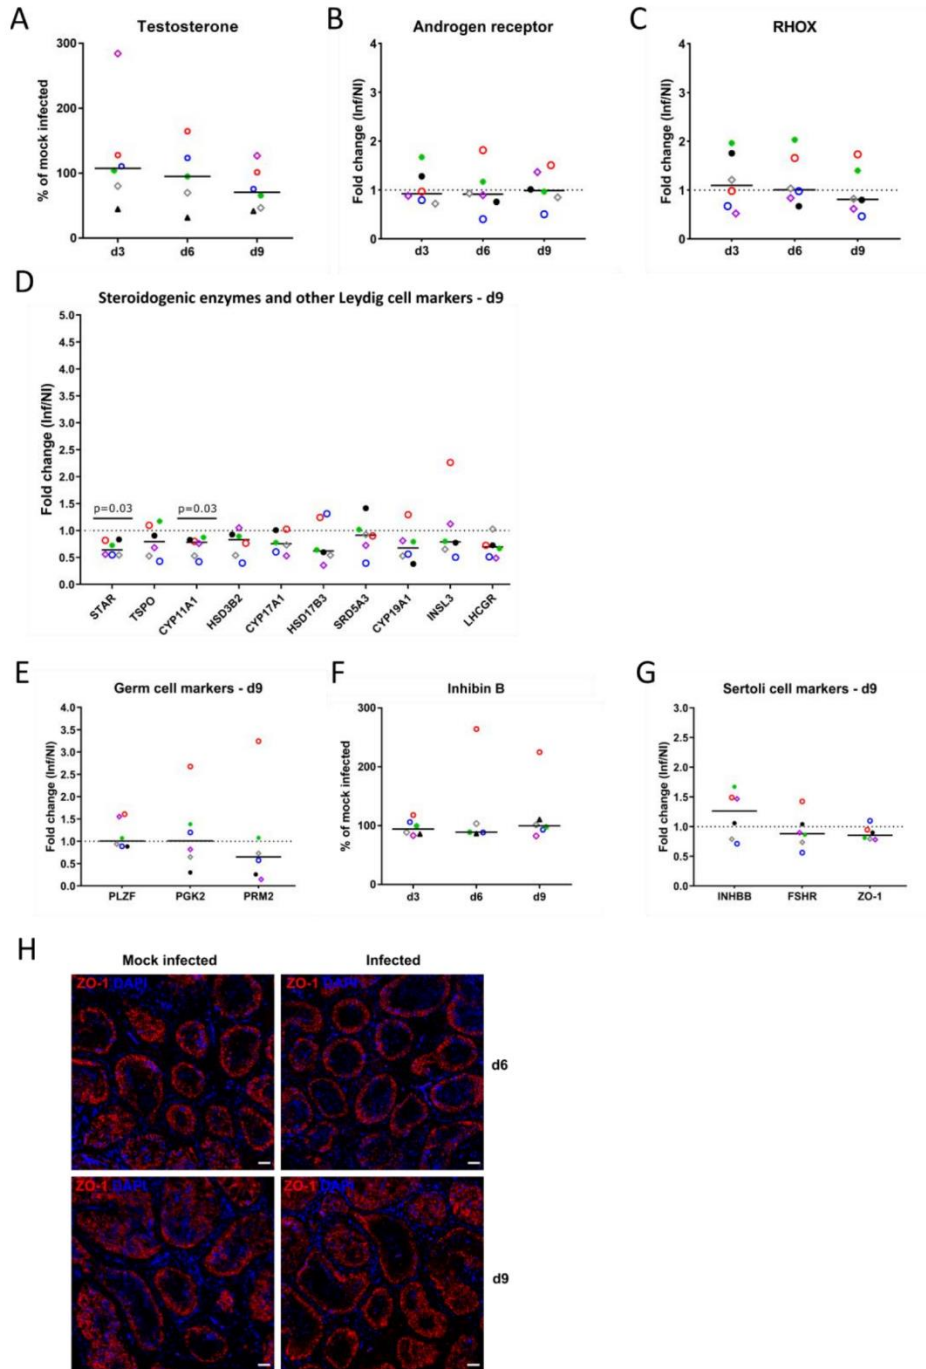 A
Testosterone
% of mock infected
300
200
100
0
d3 d6 d9
B
Androgen receptor
Fold change (Inf/NI)
4
3
2
1
0
d3 d6 d9
C
RHOX
Fold change (Inf/NI)
4
3
2
1
0
d3 d6 d9
D
Steroidogenic enzymes and other Leydig cell markers - d9
Fold change (Inf/NI)
5.0
4.5
4.0
3.5
3.0
2.5
2.0
1.5
1.0
0.5
0.0
p=0.03 p=0.03
STAR TSPO CYP11A1 HSD3B2 CYP17A1 HSD17B3 SRD5A3 CYP19A1 INSL3 LHCGR
E
Germ cell markers - d9
Fold change (Inf/NI)
4.0
3.5
3.0
2.5
2.0
1.5
1.0
0.5
0.0
PLZF PGK2 PRM2
F
Inhibin B
% of mock infected
300
200
100
0
d3 d6 d9
G
Sertoli cell markers - d9
Fold change (Inf/NI)
3.0
2.5
2.0
1.5
1.0
0.5
0.0
INHBB FSHR ZO-1
H
Mock infected Infected
ZO-1 DAPI ZO-1 DAPI
d6
ZO-1 DAPI ZO-1 DAPI
d9